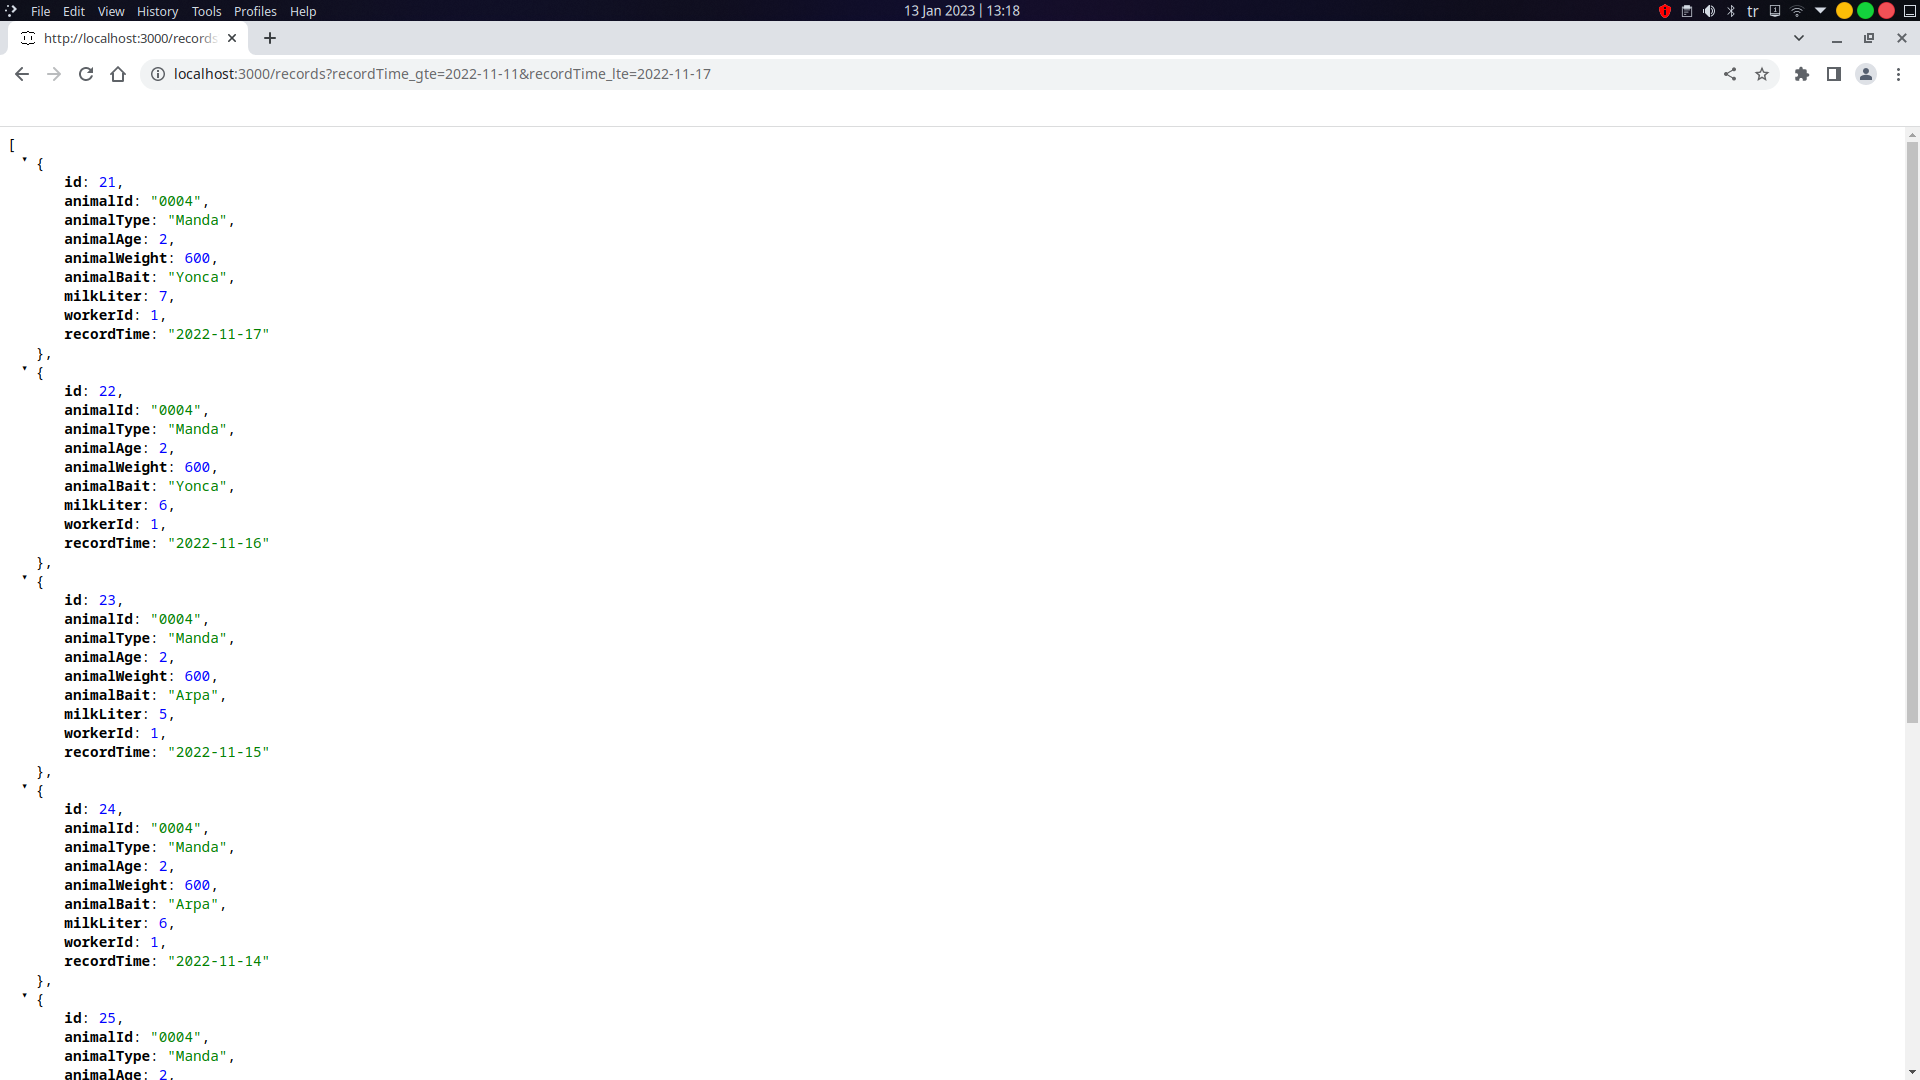 File Edit View History Tools Profiles Help
13 Jan 2023 | 13:18
tr
http://localhost:3000/records
localhost:3000/records?recordTime_gte=2022-11-11&recordTime_lte=2022-11-17
[
{
id: 21,
animalId: "0004",
animalType: "Manda",
animalAge: 2,
animalWeight: 600,
animalBait: "Yonca",
milkLiter: 7,
workerId: 1,
recordTime: "2022-11-17"
},
{
id: 22,
animalId: "0004",
animalType: "Manda",
animalAge: 2,
animalWeight: 600,
animalBait: "Yonca",
milkLiter: 6,
workerId: 1,
recordTime: "2022-11-16"
},
{
id: 23,
animalId: "0004",
animalType: "Manda",
animalAge: 2,
animalWeight: 600,
animalBait: "Arpa",
milkLiter: 5,
workerId: 1,
recordTime: "2022-11-15"
},
{
id: 24,
animalId: "0004",
animalType: "Manda",
animalAge: 2,
animalWeight: 600,
animalBait: "Arpa",
milkLiter: 6,
workerId: 1,
recordTime: "2022-11-14"
},
{
id: 25,
animalId: "0004",
animalType: "Manda",
animalAge: 2,